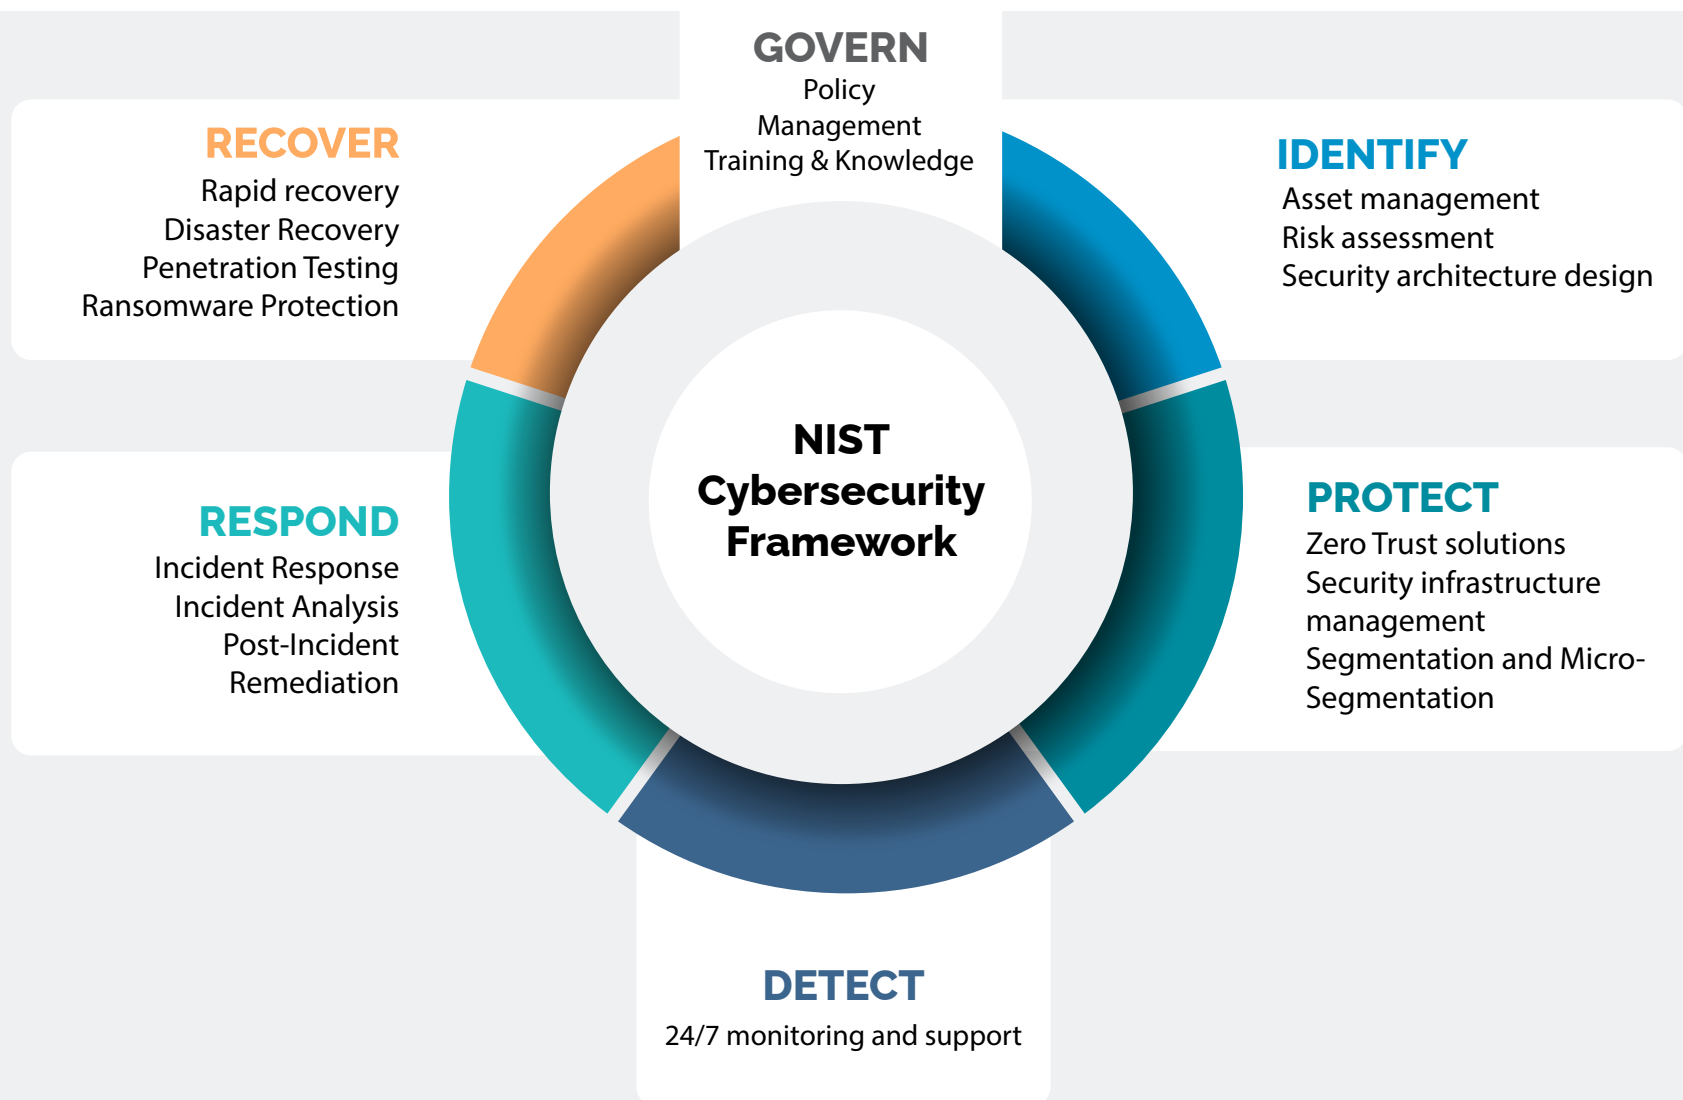 GOVERN
Policy
Management
Training & Knowledge
RECOVER
Rapid recovery
Disaster Recovery
Penetration Testing
Ransomware Protection
IDENTIFY
Asset management
Risk assessment
Security architecture design
NIST
Cybersecurity
Framework
RESPOND
Incident Response
Incident Analysis
Post-Incident
Remediation
PROTECT
Zero Trust solutions
Security infrastructure
management
Segmentation and Micro-
Segmentation
DETECT
24/7 monitoring and support